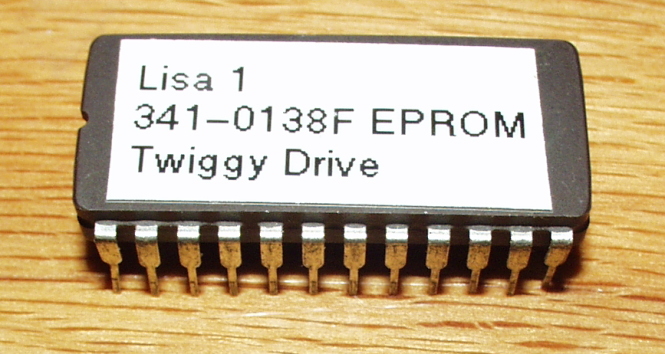 Lisa 1
341-0138F EPROM
Twiggy Drive